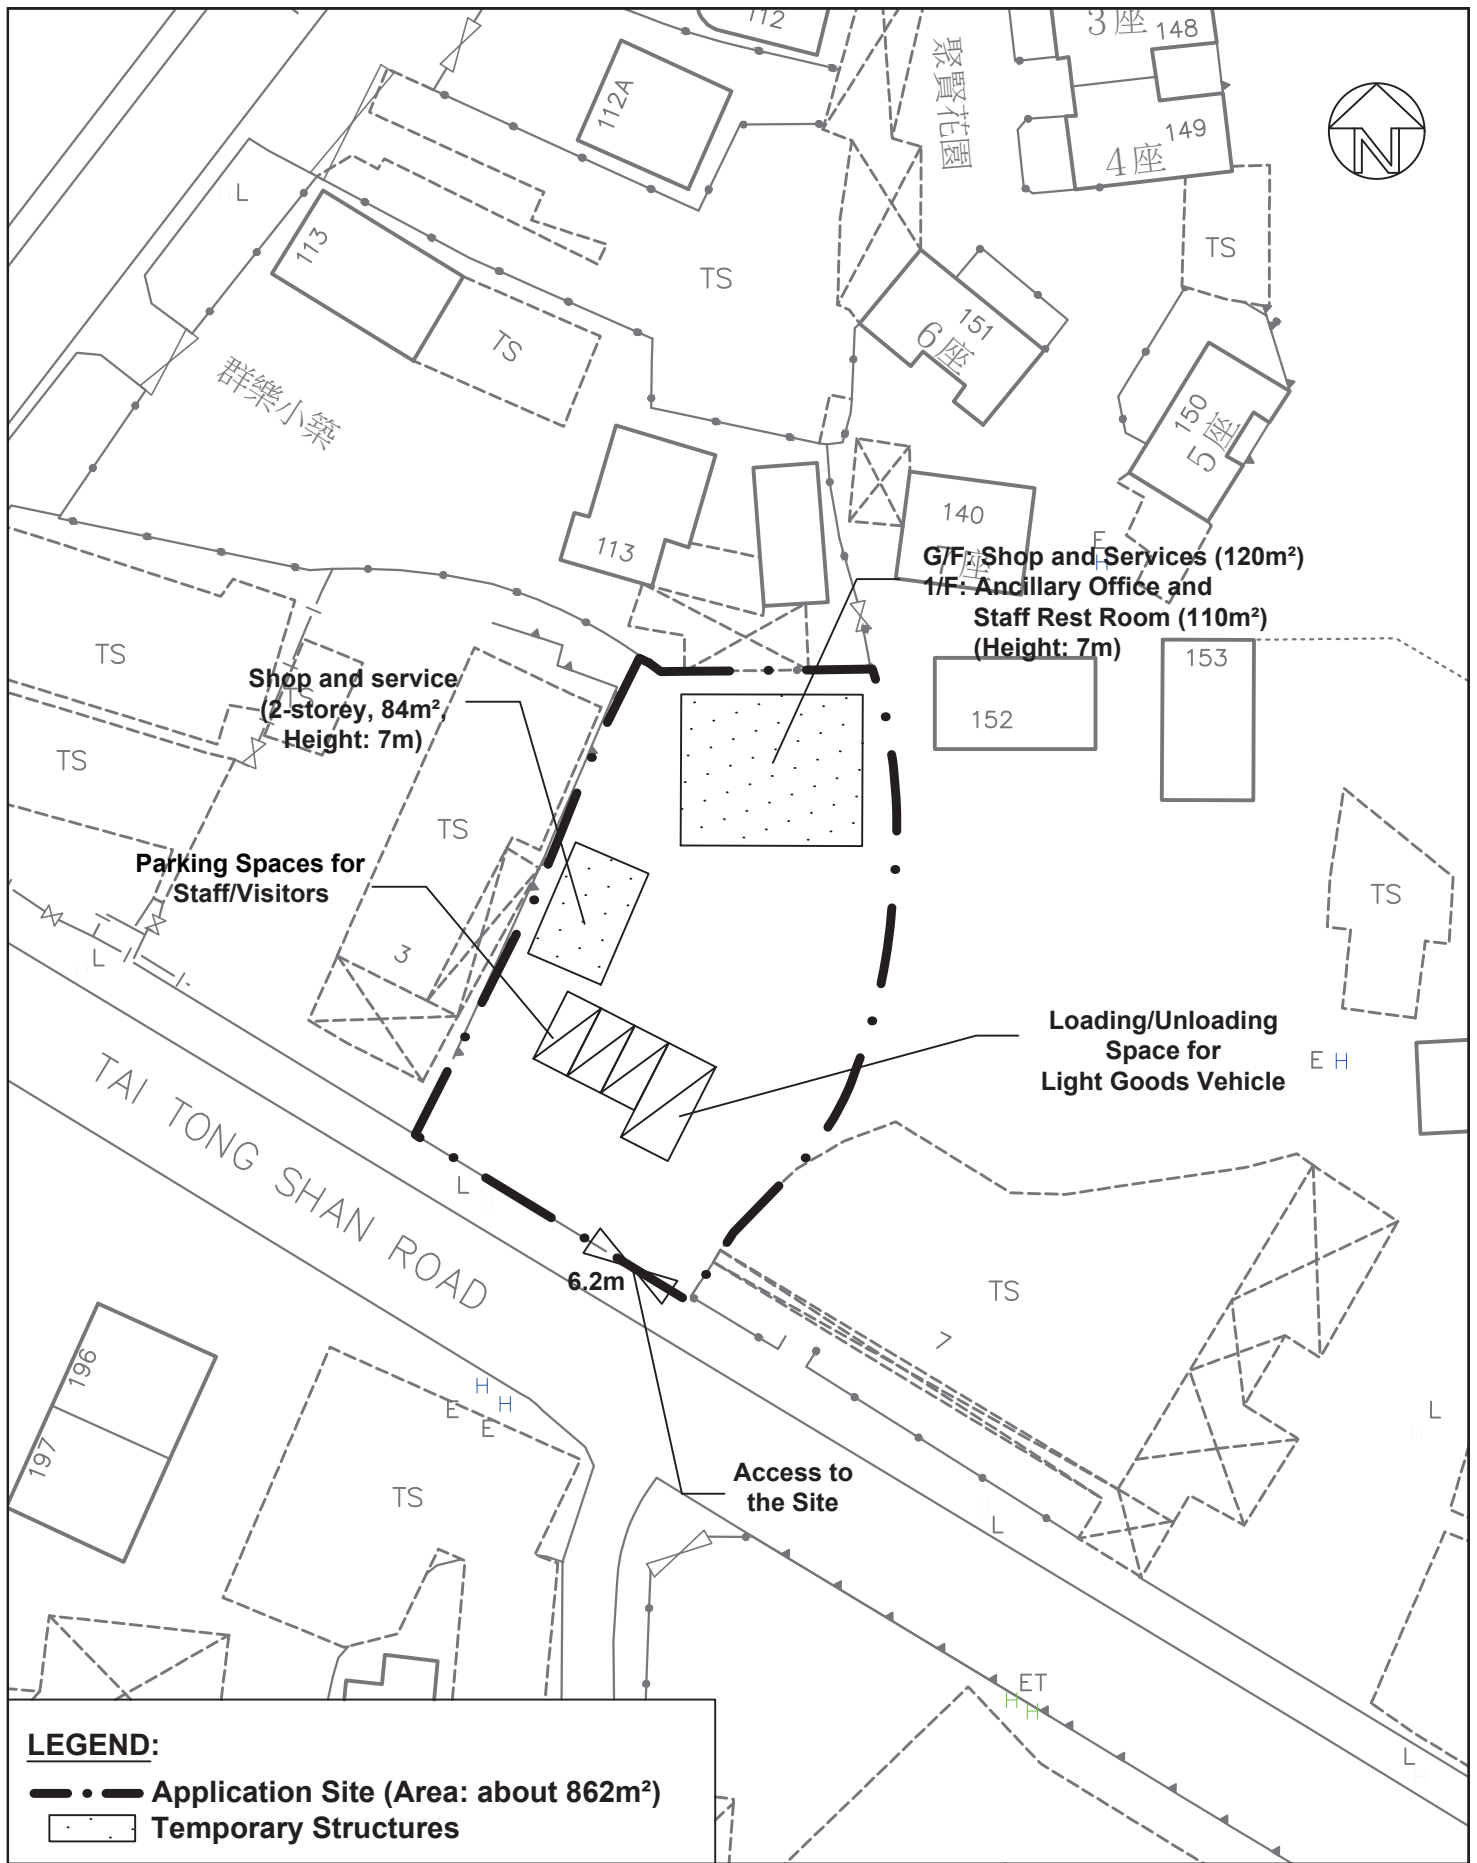 112
3座 148
聚賢花園
112A
149
4座
N
L
113
TS
TS
TS
151
6座
群樂小築
150
5座
140
113
7座
E
H
G/F: Shop and Services (120m²)
1/F: Ancillary Office and
Staff Rest Room (110m²)
(Height: 7m)
TS
153
Shop and service
(2-storey, 84m²,
Height: 7m)
TS
152
TS
TS
Parking Spaces for
Staff/Visitors
TS
3
L
Loading/Unloading
Space for
Light Goods Vehicle
E H
TAI TONG SHAN ROAD
L
6.2m
TS
7
196
H
H
E
E
L
197
TS
Access to
the Site
L
ET
H
H
L
LEGEND:
Application Site (Area: about 862m²)
Temporary Structures